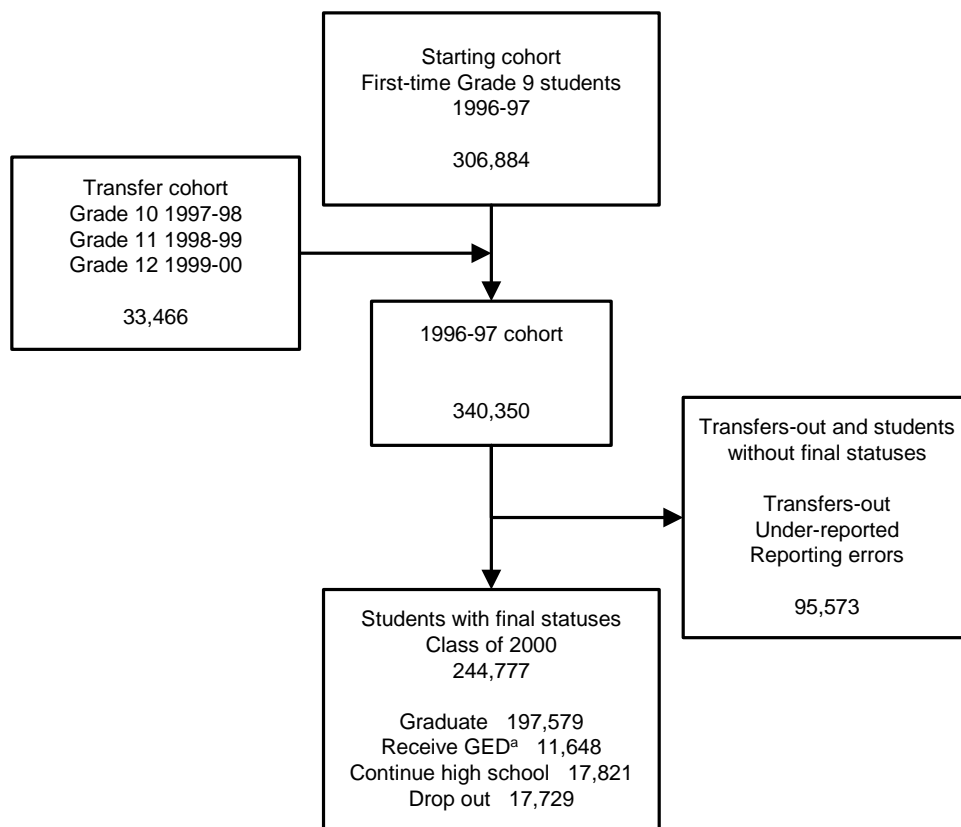 Starting cohort
First-time Grade 9 students
1996-97
306,884
Transfer cohort
Grade 10 1997-98
Grade 11 1998-99
Grade 12 1999-00
33,466
1996-97 cohort
340,350
Transfers-out and students
without final statuses
Transfers-out
Under-reported
Reporting errors
95,573
Students with final statuses
Class of 2000
244,777
Graduate 197,579
Receive GEDᵃ 11,648
Continue high school 17,821
Drop out 17,729